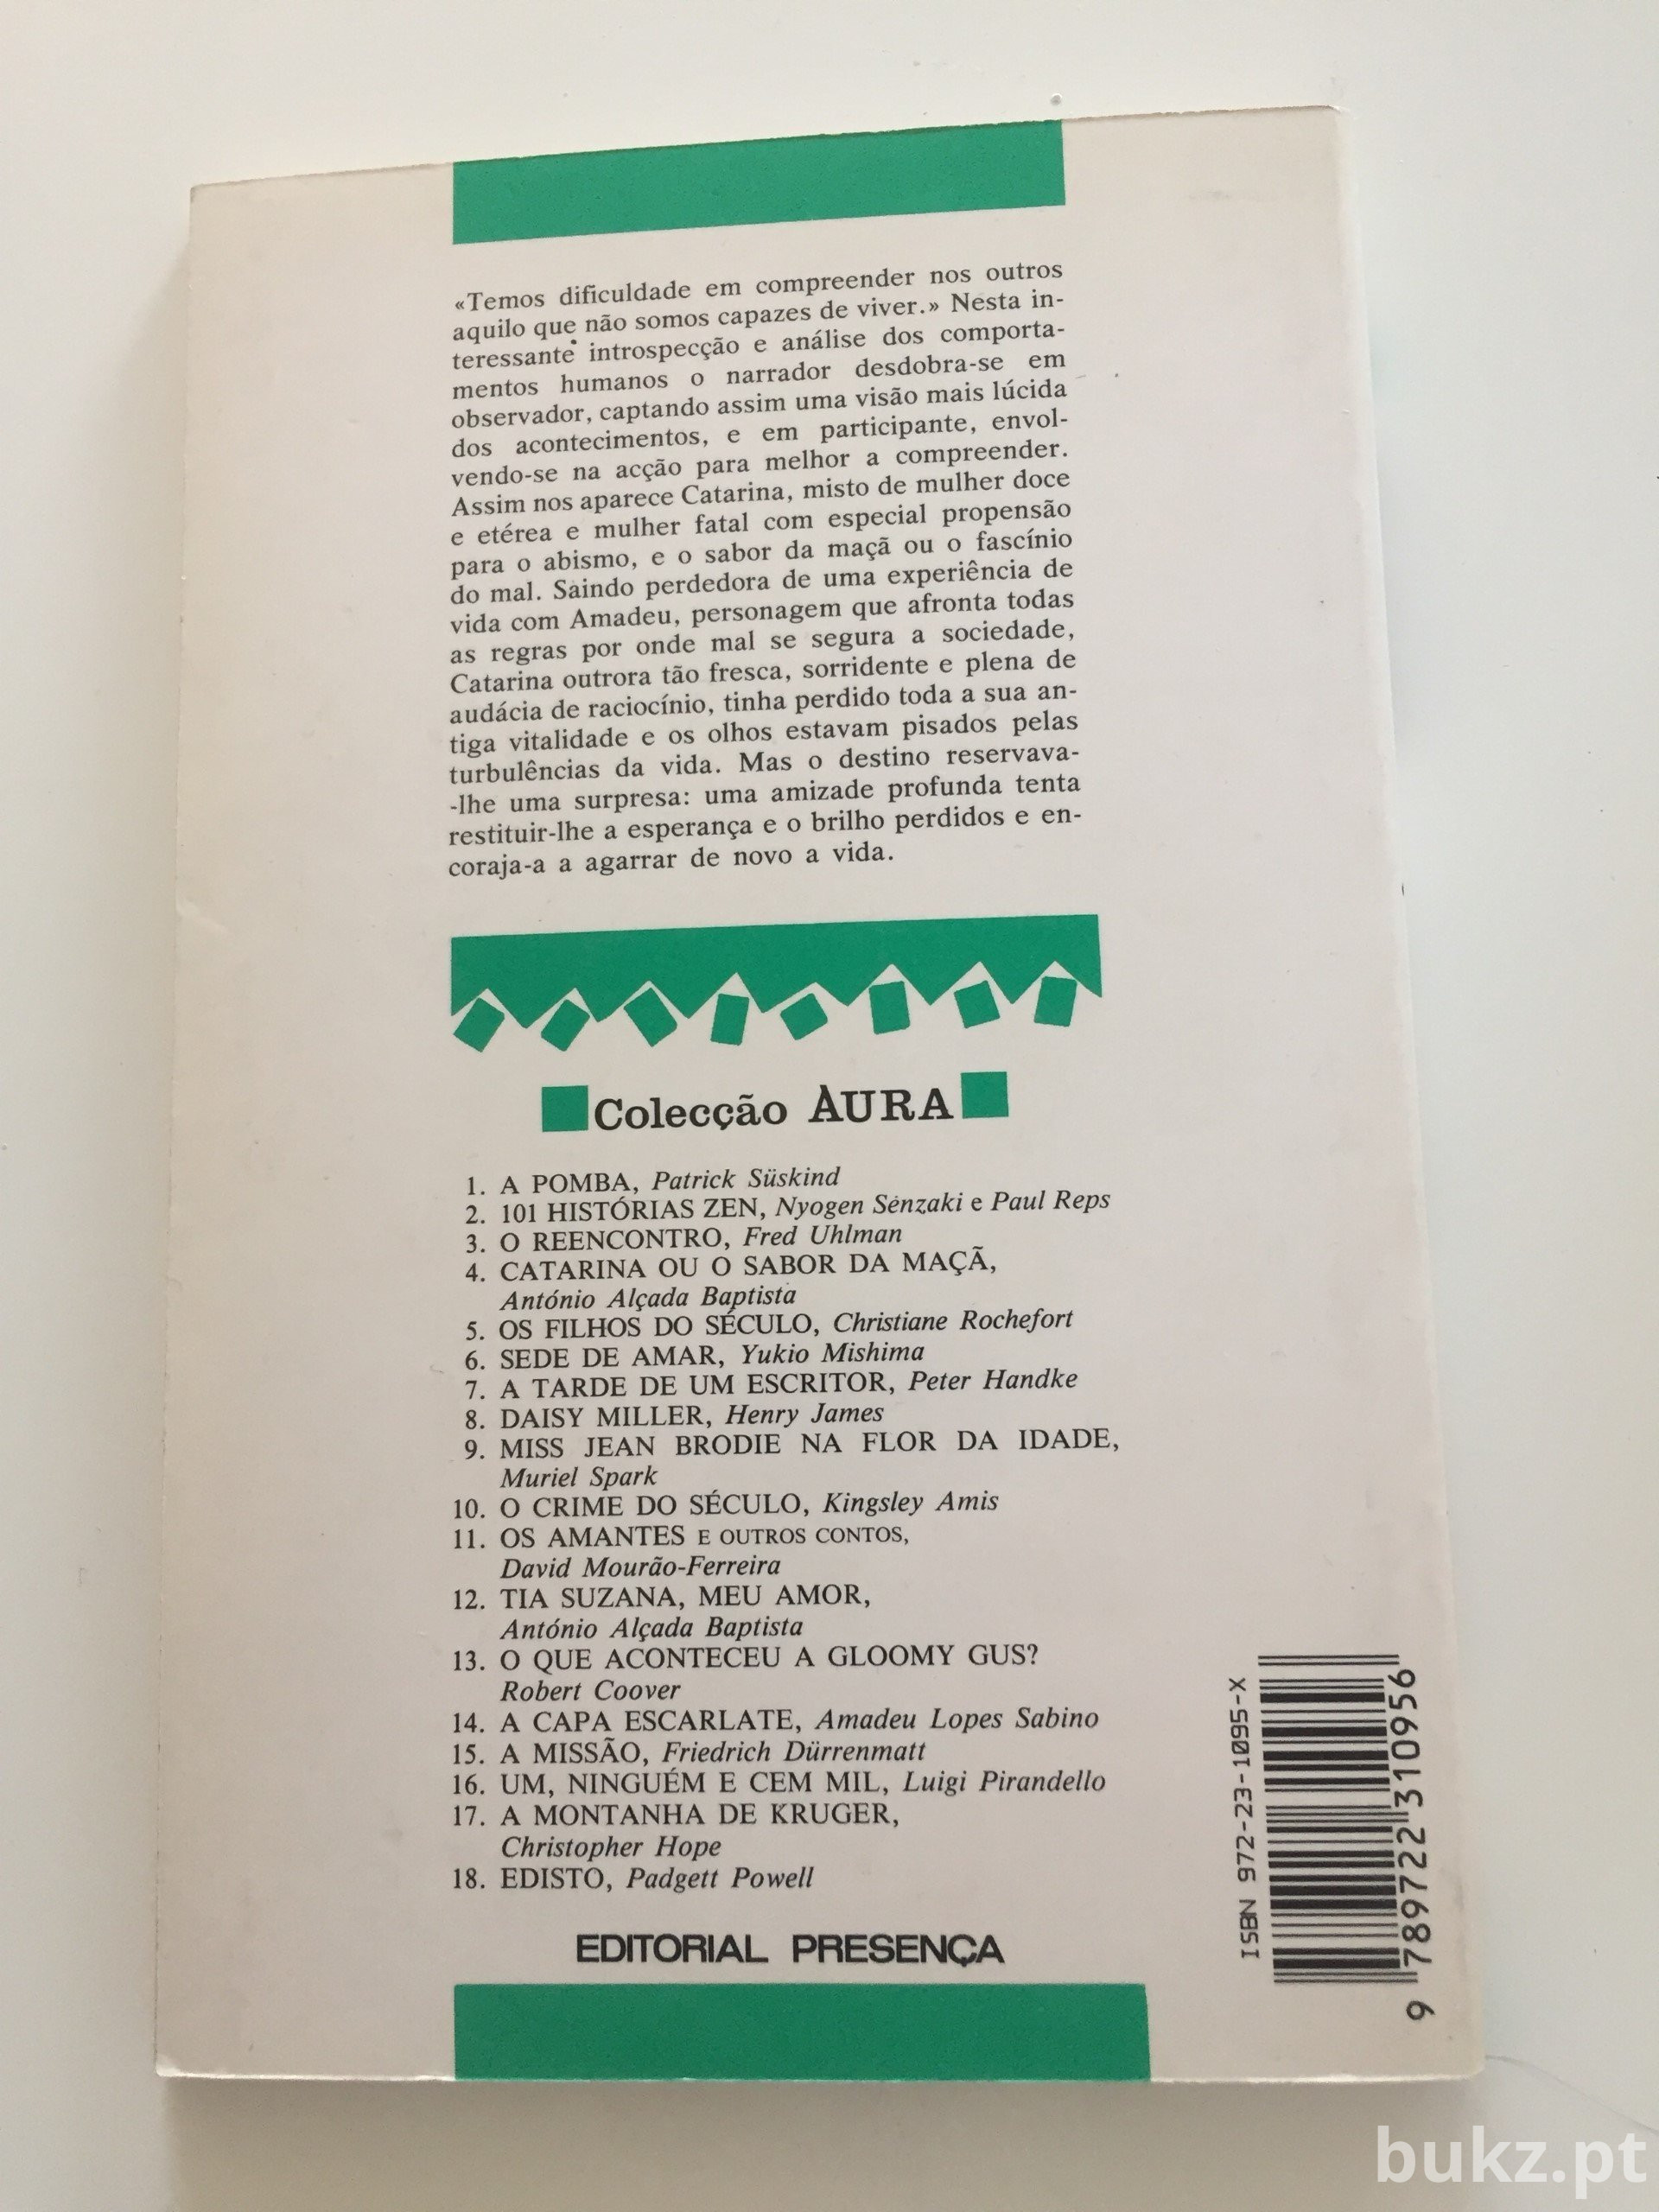 «Temos dificuldade em compreender nos outros
aquilo que não somos capazes de viver.» Nesta in-
teressante introspecção e análise dos comporta-
mentos humanos o narrador desdobra-se em
observador, captando assim uma visão mais lúcida
dos acontecimentos, e em participante, envol-
vendo-se na acção para melhor a compreender.
Assim nos aparece Catarina, misto de mulher doce
e etérea e mulher fatal com especial propensão
para o abismo, e o sabor da maçã ou o fascínio
do mal. Saindo perdedora de uma experiência de
vida com Amadeu, personagem que afronta todas
as regras por onde mal se segura a sociedade,
Catarina outrora tão fresca, sorridente e plena de
audácia de raciocínio, tinha perdido toda a sua an-
tiga vitalidade e os olhos estavam pisados pelas
turbulências da vida. Mas o destino reservava-
-lhe uma surpresa: uma amizade profunda tenta
restituir-lhe a esperança e o brilho perdidos e en-
coraja-a a agarrar de novo a vida.
Colecção AURA
1. A POMBA, Patrick Süskind
2. 101 HISTÓRIAS ZEN, Nyogen Senzaki e Paul Reps
3. O REENCONTRO, Fred Uhlman
4. CATARINA OU O SABOR DA MAÇÃ,
António Alçada Baptista
5. OS FILHOS DO SÉCULO, Christiane Rochefort
6. SEDE DE AMAR, Yukio Mishima
7. A TARDE DE UM ESCRITOR, Peter Handke
8. DAISY MILLER, Henry James
9. MISS JEAN BRODIE NA FLOR DA IDADE,
Muriel Spark
10. O CRIME DO SÉCULO, Kingsley Amis
11. OS AMANTES E OUTROS CONTOS,
David Mourão-Ferreira
12. TIA SUZANA, MEU AMOR,
António Alçada Baptista
13. O QUE ACONTECEU A GLOOMY GUS?
Robert Coover
14. A CAPA ESCARLATE, Amadeu Lopes Sabino
15. A MISSÃO, Friedrich Dürrenmatt
16. UM, NINGUÉM E CEM MIL, Luigi Pirandello
17. A MONTANHA DE KRUGER,
Christopher Hope
18. EDISTO, Padgett Powell
EDITORIAL PRESENÇA
ISBN 972-23-1095-X
9 789722 310956
bukz.pt